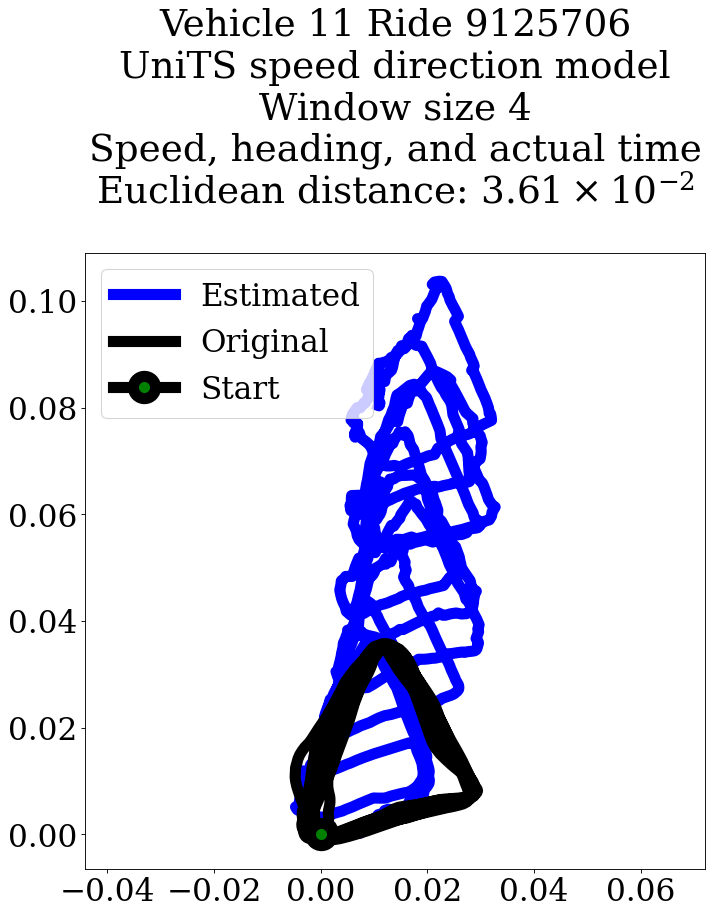 Vehicle 11 Ride 9125706
UniTS speed direction model
Window size 4
Speed, heading, and actual time
Euclidean distance: 3.61 × 10⁻²
Estimated
Original
Start
0.10
0.08
0.06
0.04
0.02
0.00
−0.04 −0.02 0.00 0.02 0.04 0.06